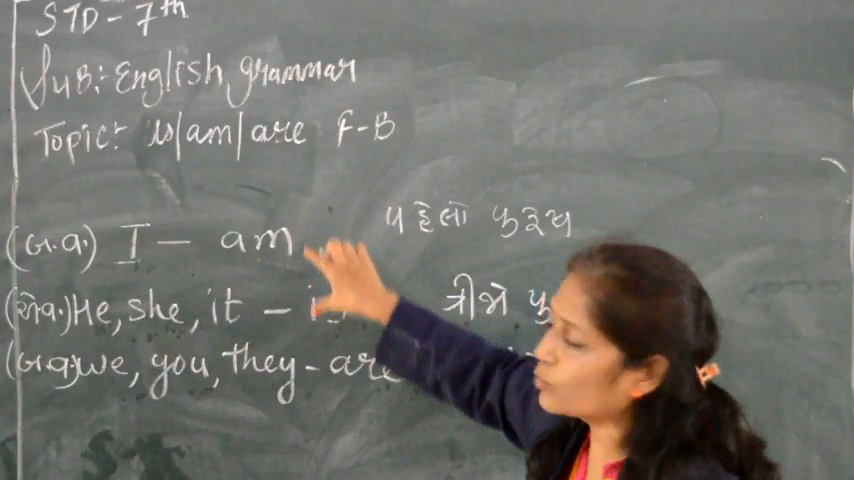 STD - 7th
Sub:- English grammar
Topic:- is/am/are F-B
(બ.વ.) I — am પહેલો પુરુષ
(એ.વ.) He, she, it - is ત્રીજો પુ
(બ.વ.) we, you, they - are